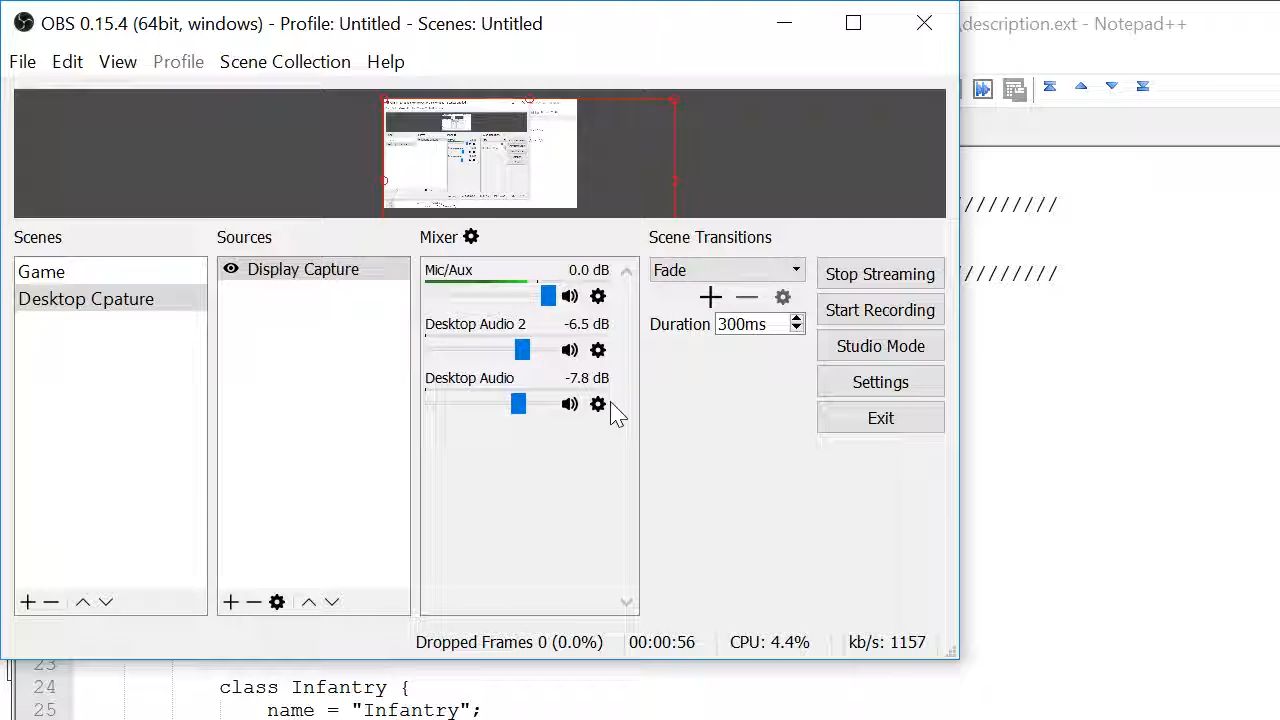 OBS 0.15.4 (64bit, windows) - Profile: Untitled - Scenes: Untitled
\description.ext - Notepad++
File Edit View Profile Scene Collection Help
/////////
/////////
Scenes
Game
Desktop Cpature
Sources
Display Capture
Mixer
Mic/Aux 0.0 dB
Desktop Audio 2 -6.5 dB
Desktop Audio -7.8 dB
Scene Transitions
Fade
Duration 300ms
Stop Streaming
Start Recording
Studio Mode
Settings
Exit
Dropped Frames 0 (0.0%) 00:00:56 CPU: 4.4% kb/s: 1157
23
24 class Infantry {
25 name = "Infantry";